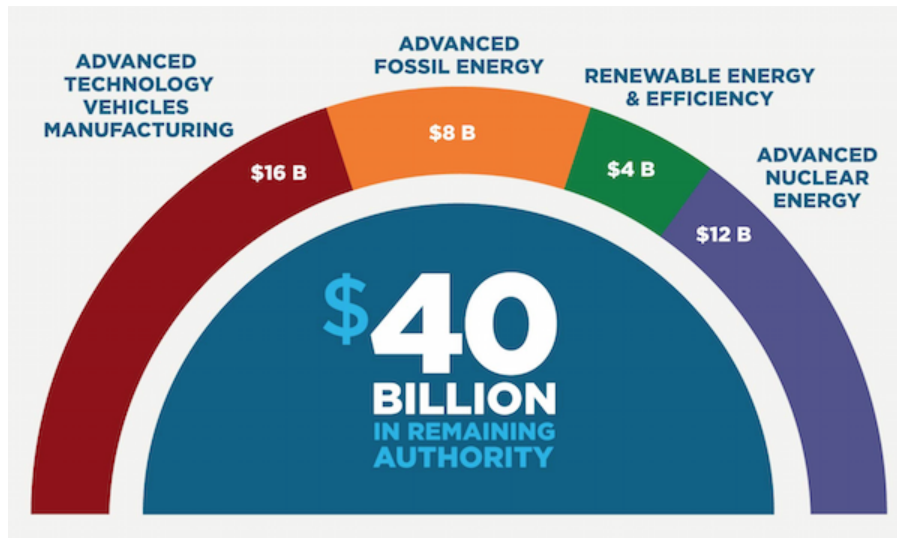 ADVANCED
TECHNOLOGY
VEHICLES
MANUFACTURING
$16 B
ADVANCED
FOSSIL ENERGY
$8 B
RENEWABLE ENERGY
& EFFICIENCY
$4 B
ADVANCED
NUCLEAR
ENERGY
$12 B
$40
BILLION
IN REMAINING
AUTHORITY